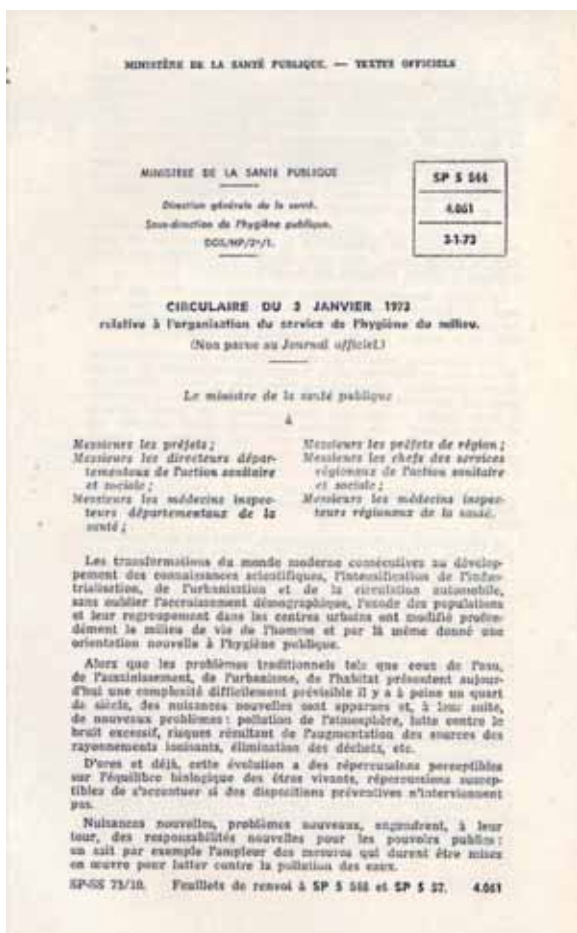 MINISTÈRE DE LA SANTÉ PUBLIQUE. — TEXTES OFFICIELS
MINISTERE DE LA SANTE PUBLIQUE
Direction générale de la santé.
Sous-direction de l'hygiène publique.
DGS/HP/2°/1.
SP 5 566
4.061
3-1-73
CIRCULAIRE DU 3 JANVIER 1973
relative à l'organisation du service de l'hygiène du milieu.
(Non parue au Journal officiel.)
Le ministre de la santé publique
à
Messieurs les préfets ;
Messieurs les directeurs dépar-
tementaux de l'action sanitaire
et sociale ;
Messieurs les médecins inspec-
teurs départementaux de la
santé ;
Messieurs les préfets de région ;
Messieurs les chefs des services
régionaux de l'action sanitaire
et sociale ;
Messieurs les médecins inspec-
teurs régionaux de la santé.
Les transformations du monde moderne consécutives au dévelop-
pement des connaissances scientifiques, l'intensification de l'indus-
trialisation, de l'urbanisation et de la circulation automobile,
sans oublier l'accroissement démographique, l'exode des populations
et leur regroupement dans les centres urbains ont modifié profon-
dément le milieu de vie de l'homme et par là même donné une
orientation nouvelle à l'hygiène publique.
Alors que les problèmes traditionnels tels que ceux de l'eau,
de l'assainissement, de l'urbanisme, de l'habitat présentent aujour-
d'hui une complexité difficilement prévisible il y a à peine un quart
de siècle, des nuisances nouvelles sont apparues et, à leur suite,
de nouveaux problèmes : pollution de l'atmosphère, lutte contre le
bruit excessif, risques résultant de l'augmentation des sources des
rayonnements ionisants, élimination des déchets, etc.
D'ores et déjà, cette évolution a des répercussions perceptibles
sur l'équilibre biologique des êtres vivants, répercussions suscep-
tibles de s'accentuer si des dispositions préventives n'interviennent
pas.
Nuisances nouvelles, problèmes nouveaux, engendrent, à leur
tour, des responsabilités nouvelles pour les pouvoirs publics :
on sait par exemple l'ampleur des mesures qui durent être mises
en œuvre pour lutter contre la pollution des eaux.
SP-SS 73/10. Feuillets de renvoi à SP 5 566 et SP 5 57. 4.061